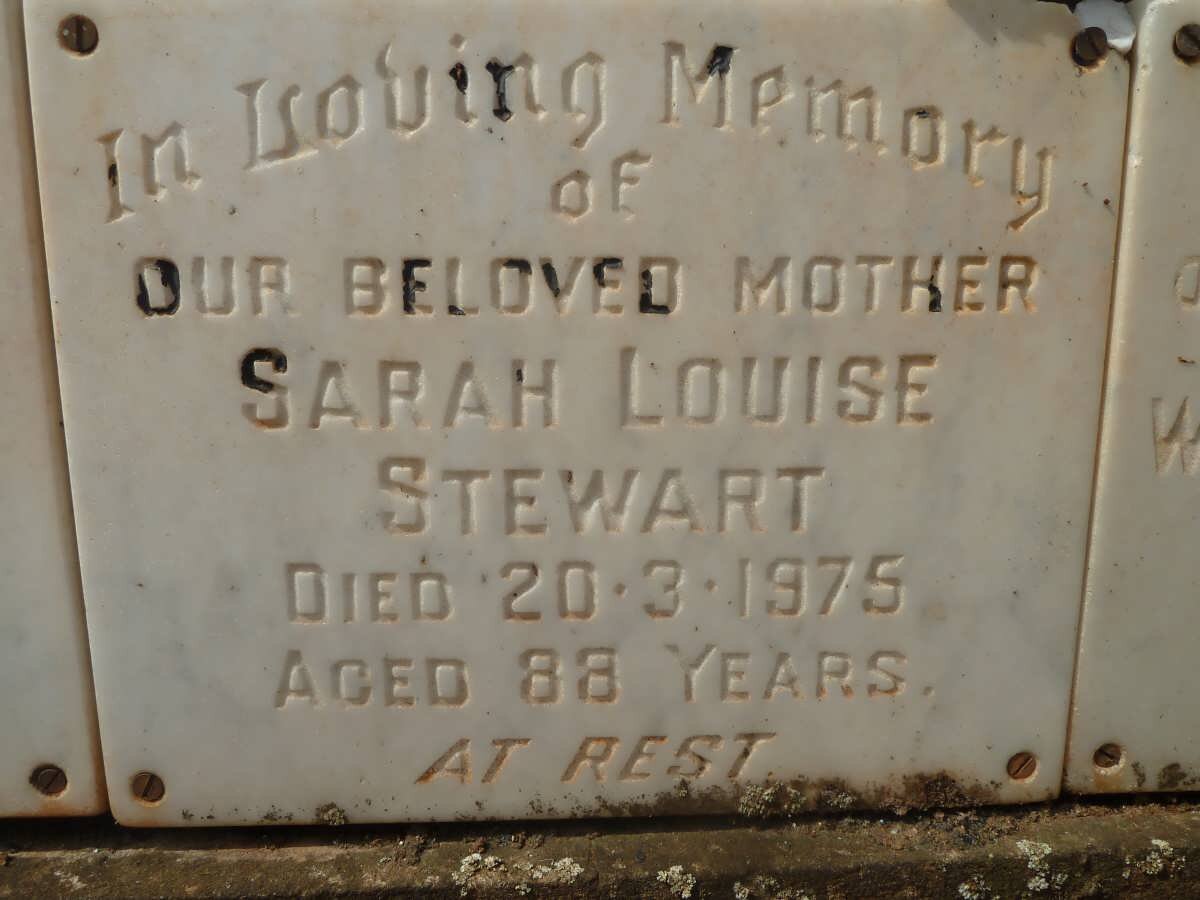 In Loving Memory
OF
OUR BELOVED MOTHER
SARAH LOUISE
STEWART
DIED 20·3·1975
AGED 88 YEARS.
AT REST.